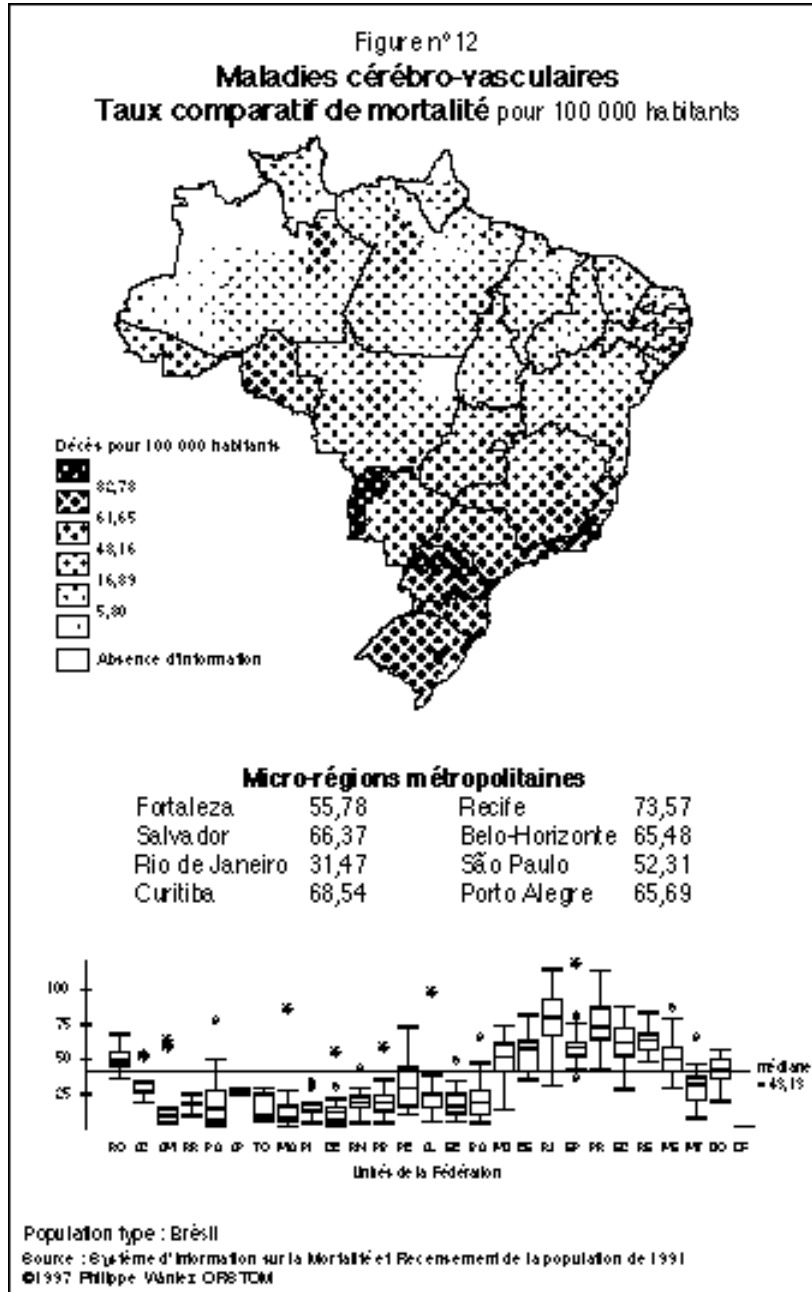 Figure n° 12
Maladies cérébro-vasculaires
Taux comparatif de mortalité pour 100 000 habitants
Décès pour 100 000 habitants
82,78
61,65
48,16
16,89
5,80
Absence d'information
Micro-régions métropolitaines
Fortaleza 55,78 Recife 73,57
Salvador 66,37 Belo-Horizonte 65,48
Rio de Janeiro 31,47 São Paulo 52,31
Curitiba 68,54 Porto Alegre 65,69
100
75
50
25
médiane
RO AM RR PA AP TO MA PI CE RN PE AL SE BA MG ES RJ SP PR SC RS MS MT GO DF
Unités de la Fédération
Population type : Brésil
Source : Système d'Information sur la Mortalité et Recensement de la population de 1991
©1997 Philippe Waniez ORSTOM